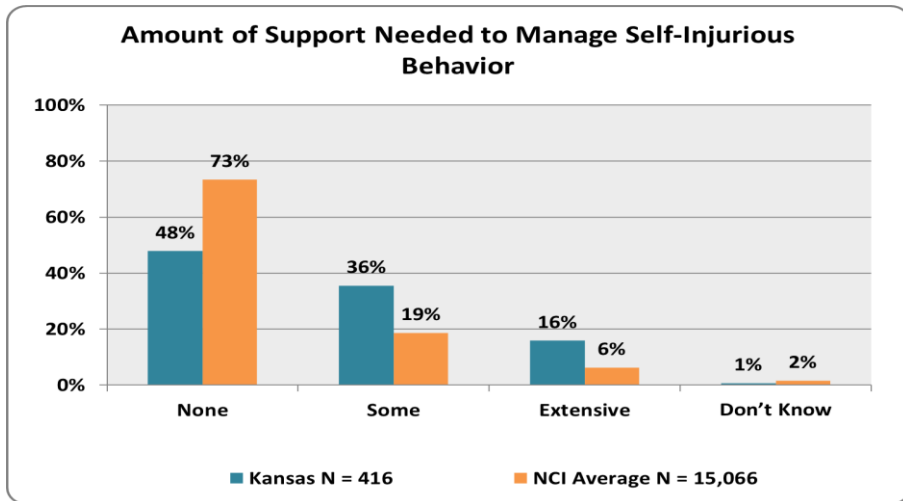 Amount of Support Needed to Manage Self-Injurious
Behavior
100%
80%
60%
40%
20%
0%
48%
73%
36%
19%
16%
6%
1%
2%
None
Some
Extensive
Don’t Know
Kansas N = 416
NCI Average N = 15,066